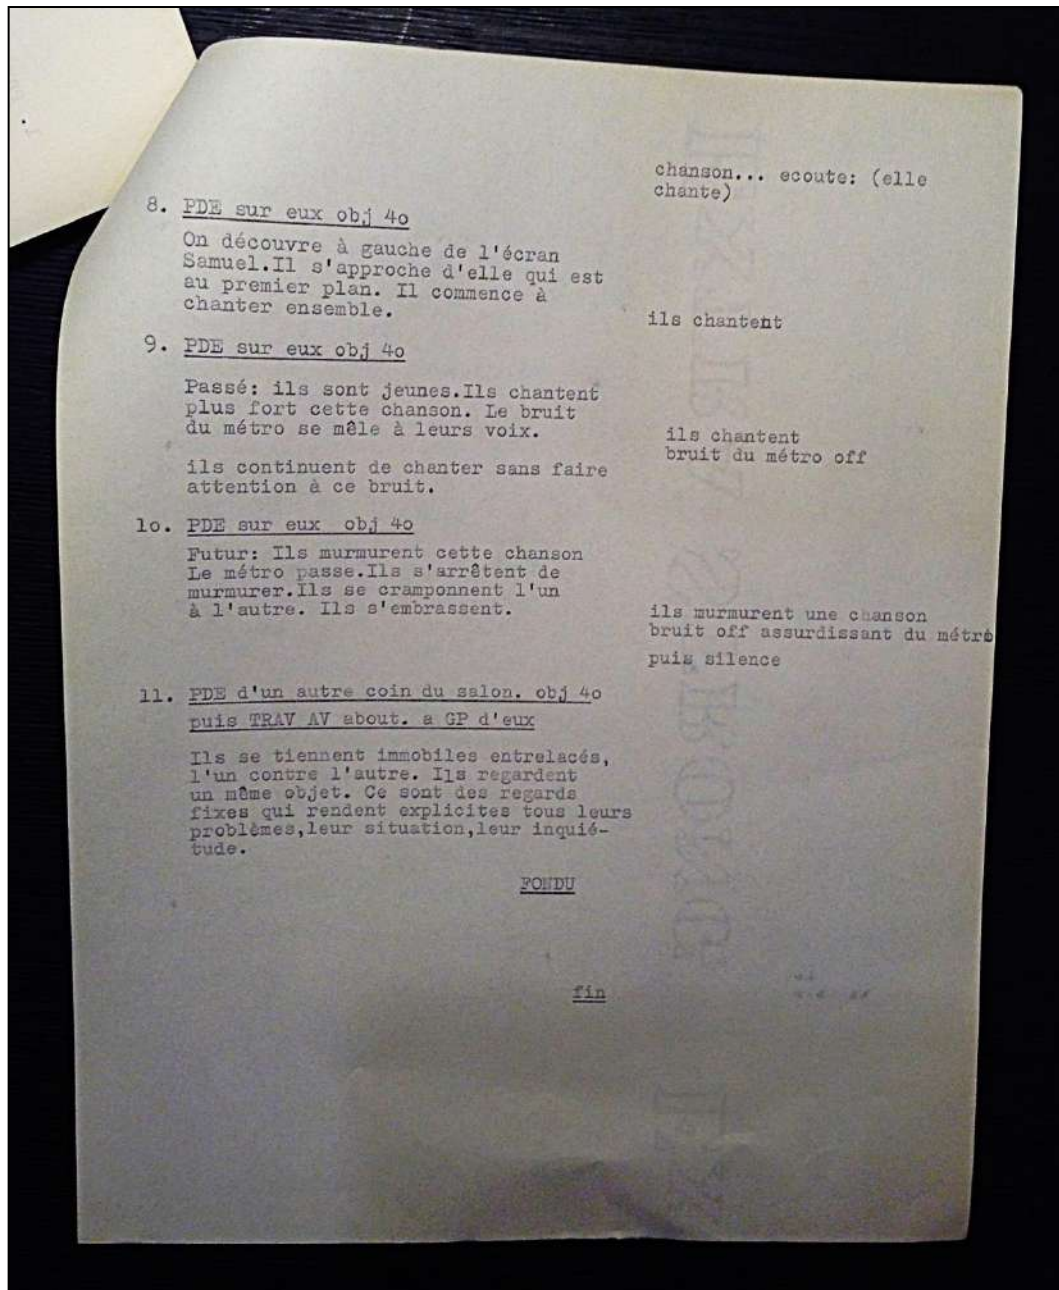 chanson... ecoute: (elle
chante)
8. PDE sur eux obj 4o
On découvre à gauche de l'écran
Samuel.Il s'approche d'elle qui est
au premier plan. Il commence à
chanter ensemble.
ils chantent
9. PDE sur eux obj 4o
Passé: ils sont jeunes.Ils chantent
plus fort cette chanson. Le bruit
du métro se mêle à leurs voix.
ils chantent
bruit du métro off
ils continuent de chanter sans faire
attention à ce bruit.
1o. PDE sur eux obj 4o
Futur: Ils murmurent cette chanson
Le métro passe.Ils s'arrêtent de
murmurer.Ils se cramponnent l'un
à l'autre. Ils s'embrassent.
ils murmurent une chanson
bruit off assurdissant du métro
puis silence
11. PDE d'un autre coin du salon. obj 4o
puis TRAV AV about. a GP d'eux
Ils se tiennent immobiles entrelacés,
l'un contre l'autre. Ils regardent
un même objet. Ce sont des regards
fixes qui rendent explicites tous leurs
problèmes,leur situation,leur inquié-
tude.
FONDU
fin